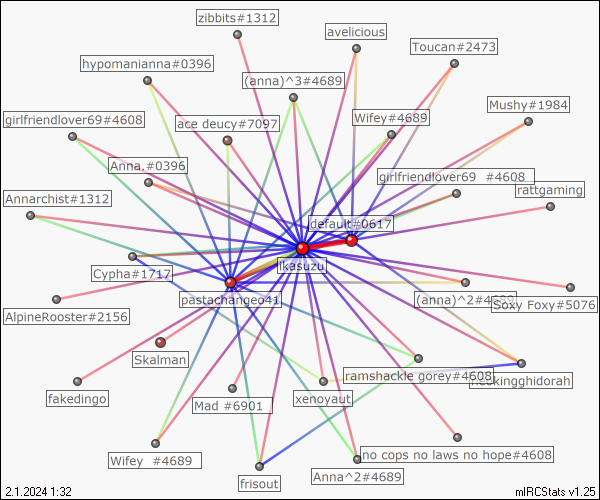 zibbits#1312
avelicious
Toucan#2473
hypomanianna#0396
(anna)^3#4689
Mushy#1984
girlfriendlover69#4608
ace deucy#7097
Wifey#4689
Anna,#0396
girlfriendlover69 #4608
rattgaming
Annarchist#1312
default#0617
Cypha#1717
ikasuzu
pastachangeo41
(anna)^2#4689
Soxy Foxy#5076
AlpineRooster#2156
Skalman
ramshackle gorey#4608
heckingghidorah
fakedingo
Mad #6901
xenoyaut
no cops no laws no hope#4608
Wifey #4689
frisout
Anna^2#4689
2.1.2024 1:32
mIRCStats v1.25